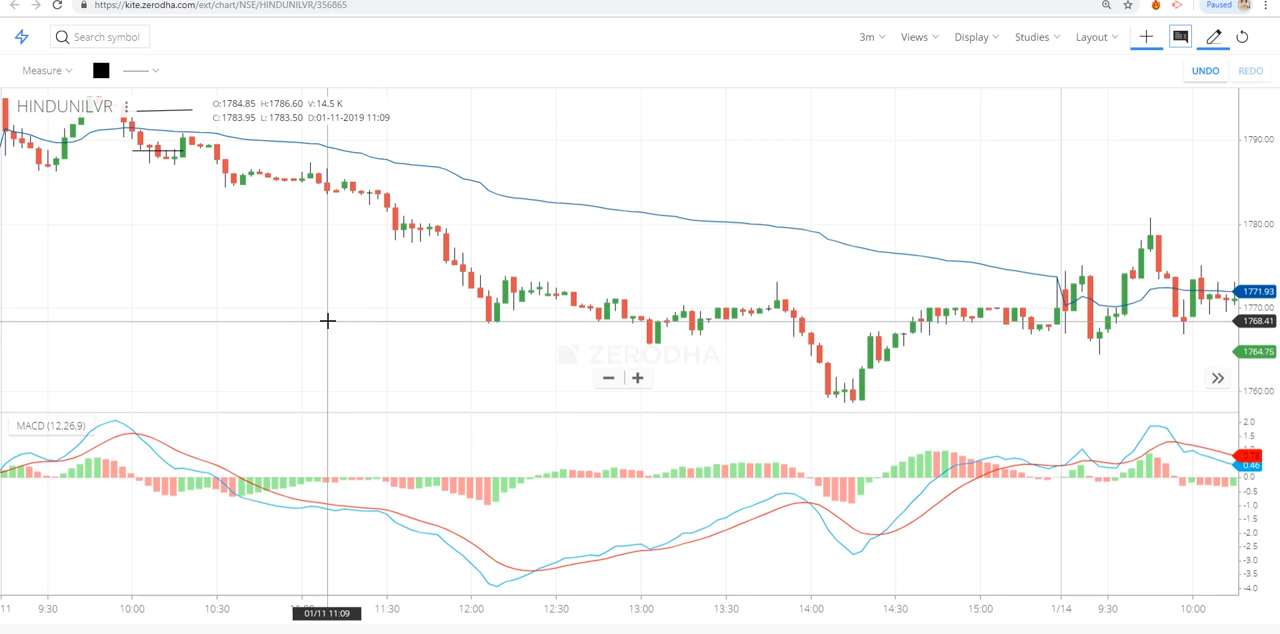 https://kite.zerodha.com/ext/chart/NSE/HINDUNILVR/356865
Paused
Search symbol
3m Views Display Studies Layout
Measure UNDO REDO
HINDUNILVR O:1784.85 H:1786.60 V:14.5 K
C:1783.95 L:1783.50 D:01-11-2019 11:09
1790.00
1780.00
1771.93
1770.00
1768.41
1764.75
1760.00
ZERODHA
MACD (12,26,9)
2.0
1.5
0.78
0.46
0.0
-0.5
-1.0
-1.5
-2.0
-2.5
-3.0
-3.5
-4.0
11 9:30 10:00 10:30 11:30 12:00 12:30 13:00 13:30 14:00 14:30 15:00 1/14 9:30 10:00
01/11 11:09